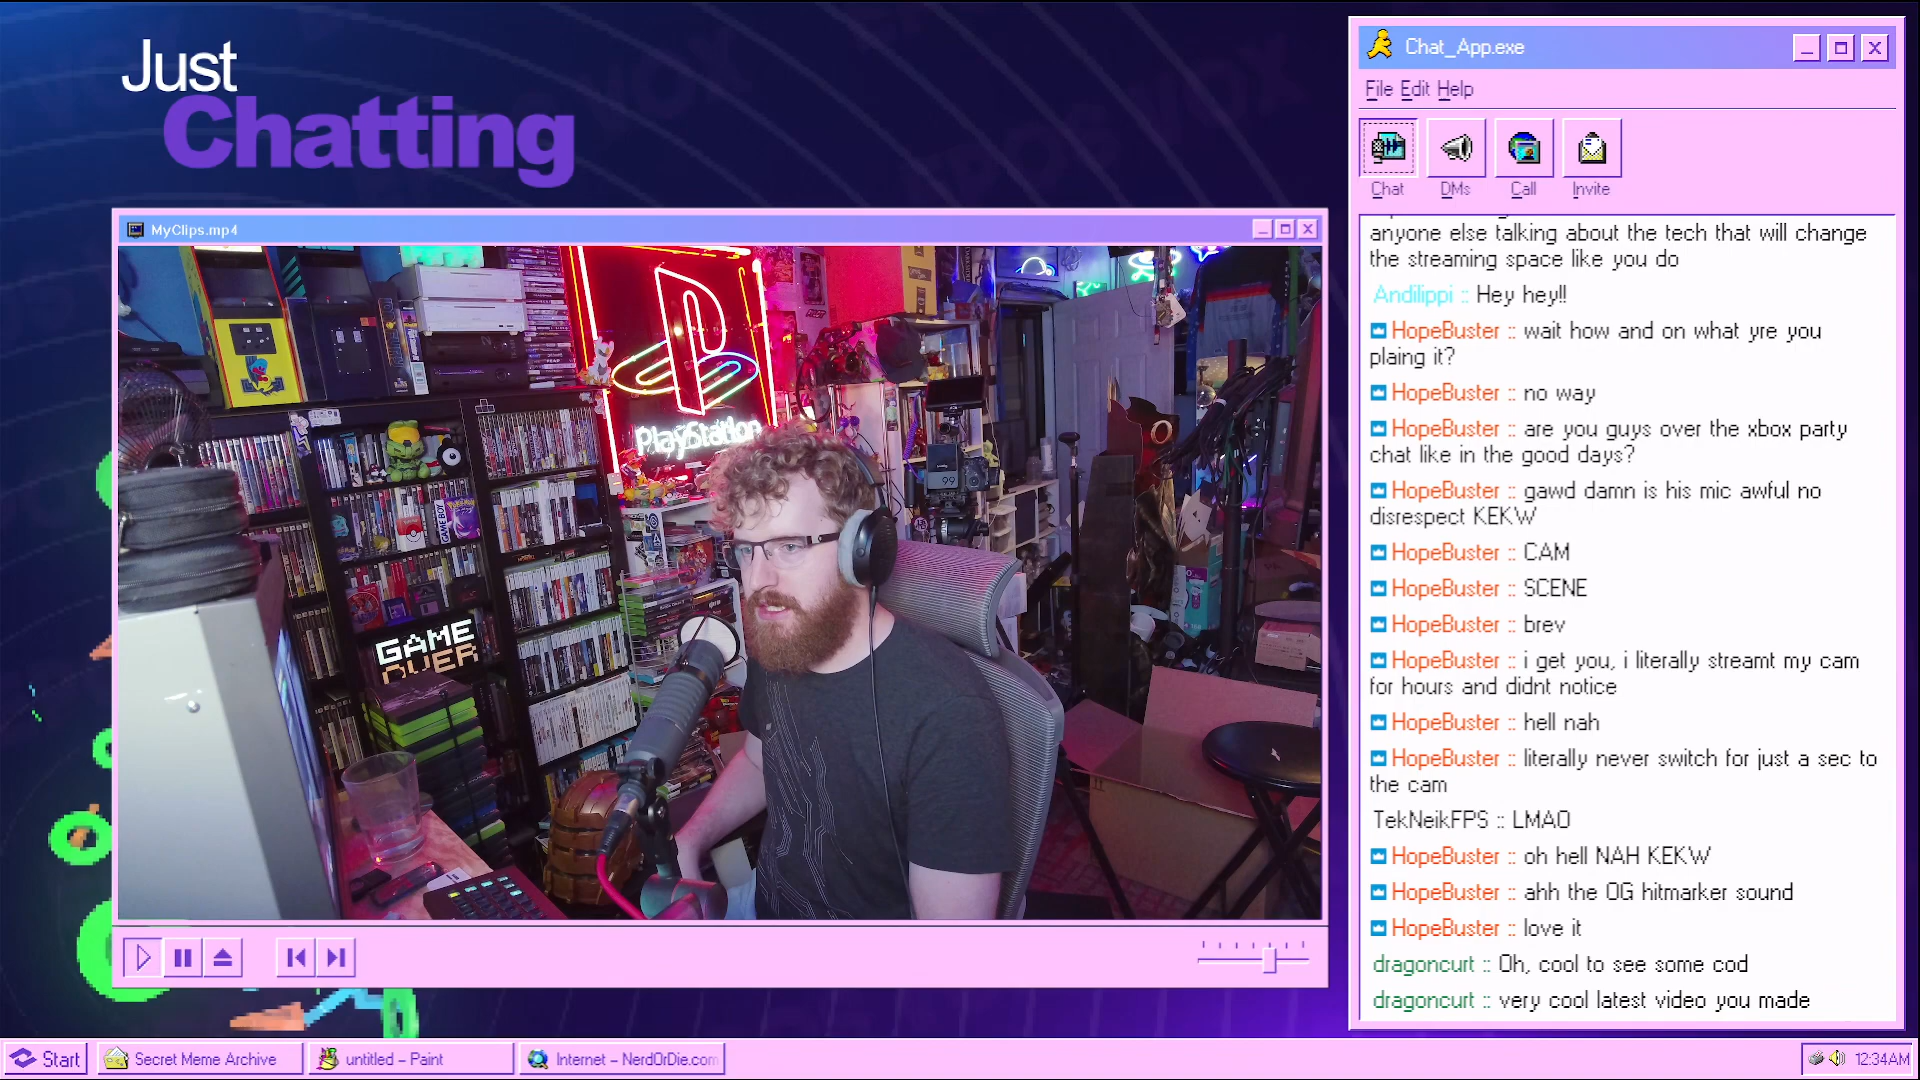 Just
Chatting
MyClips.mp4
PlayStation
GAME BOY
99
GAME
OVER
Chat_App.exe
File Edit Help
Chat DMs Call Invite
anyone else talking about the tech that will change
the streaming space like you do
Andilippi :: Hey hey!!
HopeBuster :: wait how and on what yre you
plaing it?
HopeBuster :: no way
HopeBuster :: are you guys over the xbox party
chat like in the good days?
HopeBuster :: gawd damn is his mic awful no
disrespect KEKW
HopeBuster :: CAM
HopeBuster :: SCENE
HopeBuster :: brev
HopeBuster :: i get you, i literally streamt my cam
for hours and didnt notice
HopeBuster :: hell nah
HopeBuster :: literally never switch for just a sec to
the cam
TekNeikFPS :: LMAO
HopeBuster :: oh hell NAH KEKW
HopeBuster :: ahh the OG hitmarker sound
HopeBuster :: love it
dragoncurt :: Oh, cool to see some cod
dragoncurt :: very cool latest video you made
Start
Secret Meme Archive
untitled - Paint
Internet - NerdOrDie.com
12:34AM